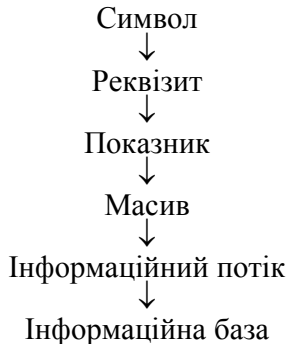 Символ
↓
Реквізит
↓
Показник
↓
Масив
↓
Інформаційний потік
↓
Інформаційна база